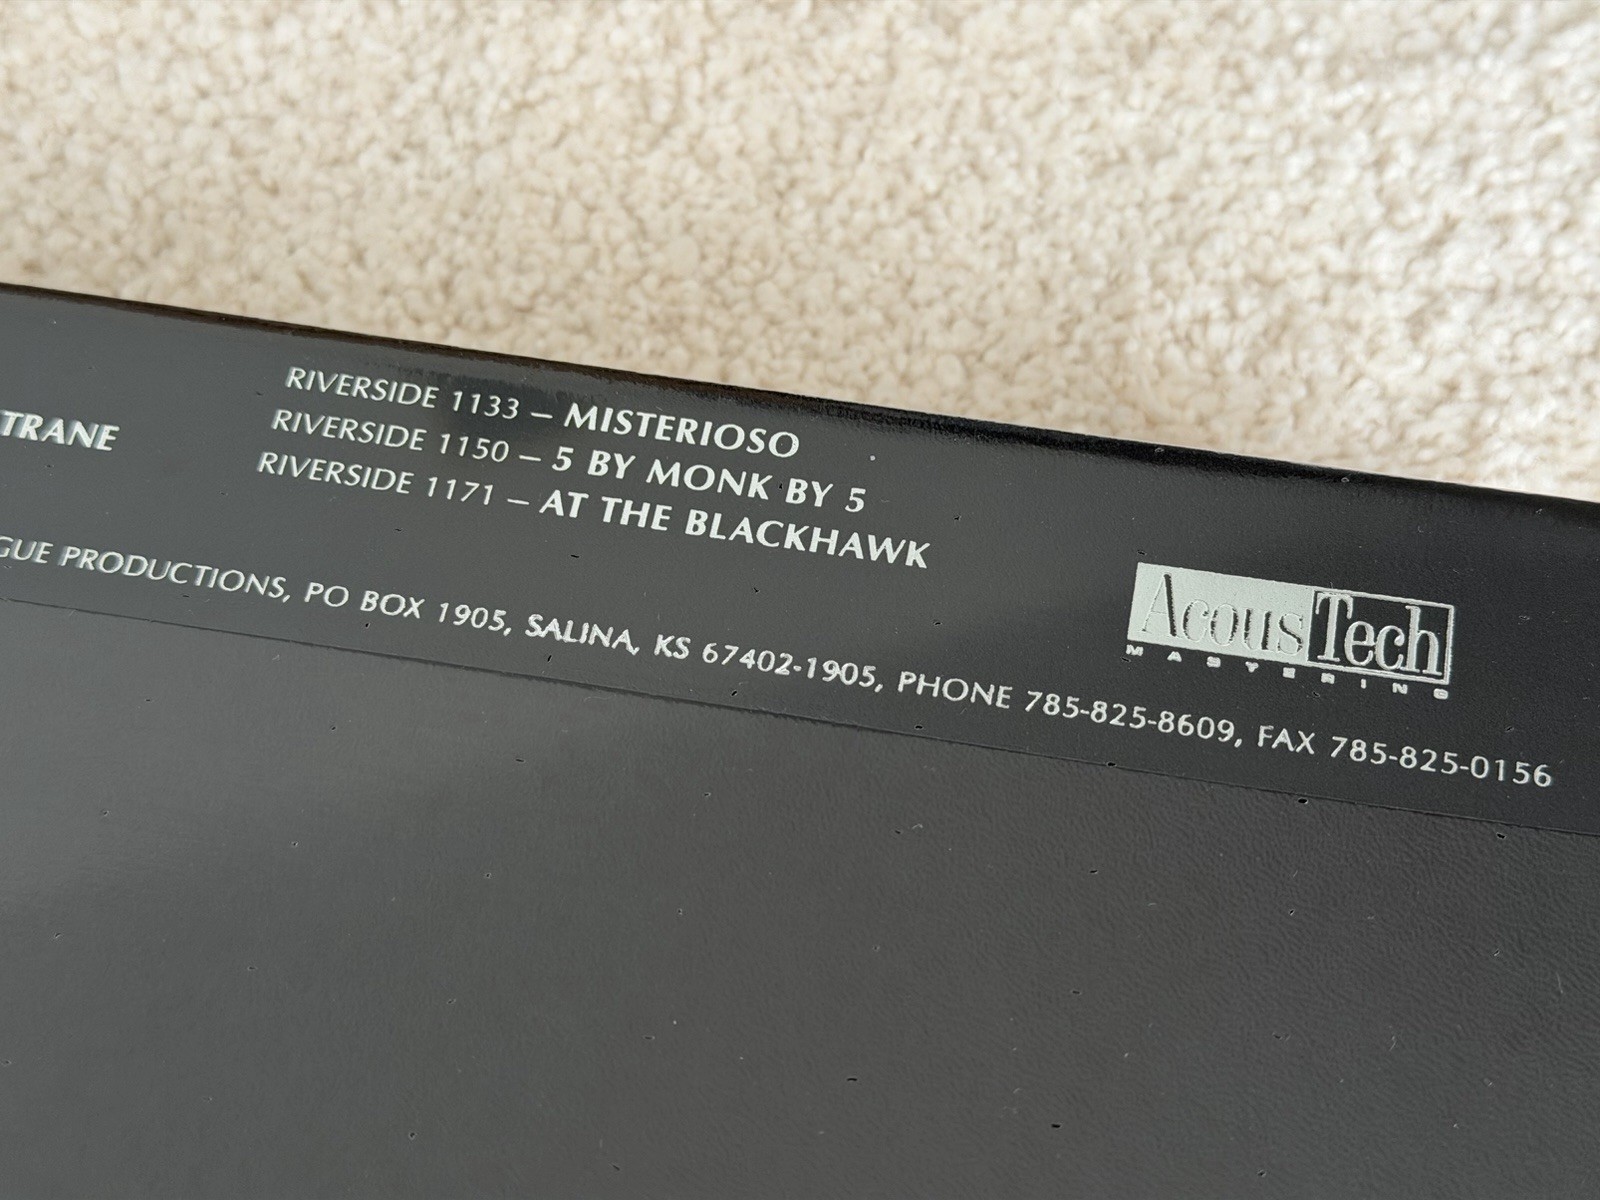 RIVERSIDE 1133 – MISTERIOSO
TRANE RIVERSIDE 1150 – 5 BY MONK BY 5
RIVERSIDE 1171 – AT THE BLACKHAWK
GUE PRODUCTIONS, PO BOX 1905, SALINA, KS 67402-1905, PHONE 785-825-8609, FAX 785-825-0156
AcousTech
MASTERING